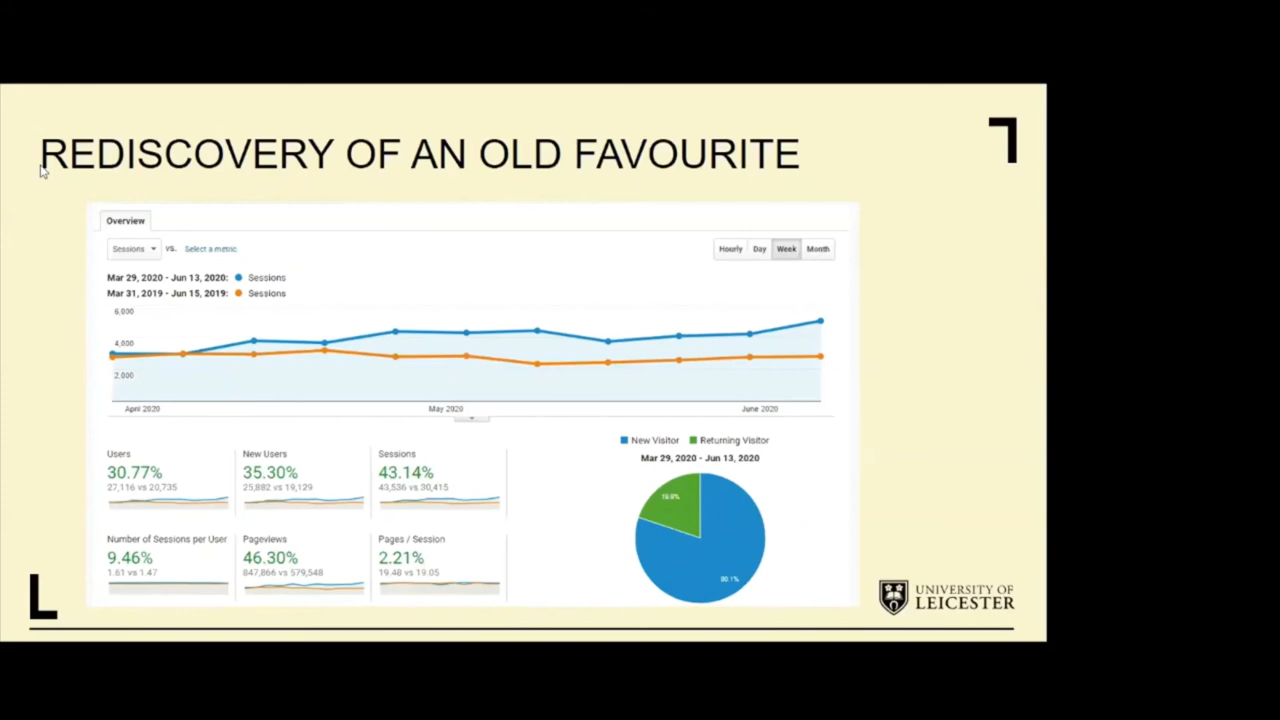 REDISCOVERY OF AN OLD FAVOURITE
Overview
Sessions vs. Select a metric
Hourly Day Week Month
Mar 29, 2020 - Jun 13, 2020: Sessions
Mar 31, 2019 - Jun 15, 2019: Sessions
6,000
4,000
2,000
April 2020 May 2020 June 2020
New Visitor Returning Visitor
Mar 29, 2020 - Jun 13, 2020
Users New Users Sessions
30.77% 35.30% 43.14%
27,116 vs 20,735 25,882 vs 19,129 43,536 vs 30,415
19.9%
Number of Sessions per User Pageviews Pages / Session
9.46% 46.30% 2.21%
1.61 vs 1.47 847,866 vs 579,548 19.48 vs 19.05
80.1%
UNIVERSITY OF
LEICESTER